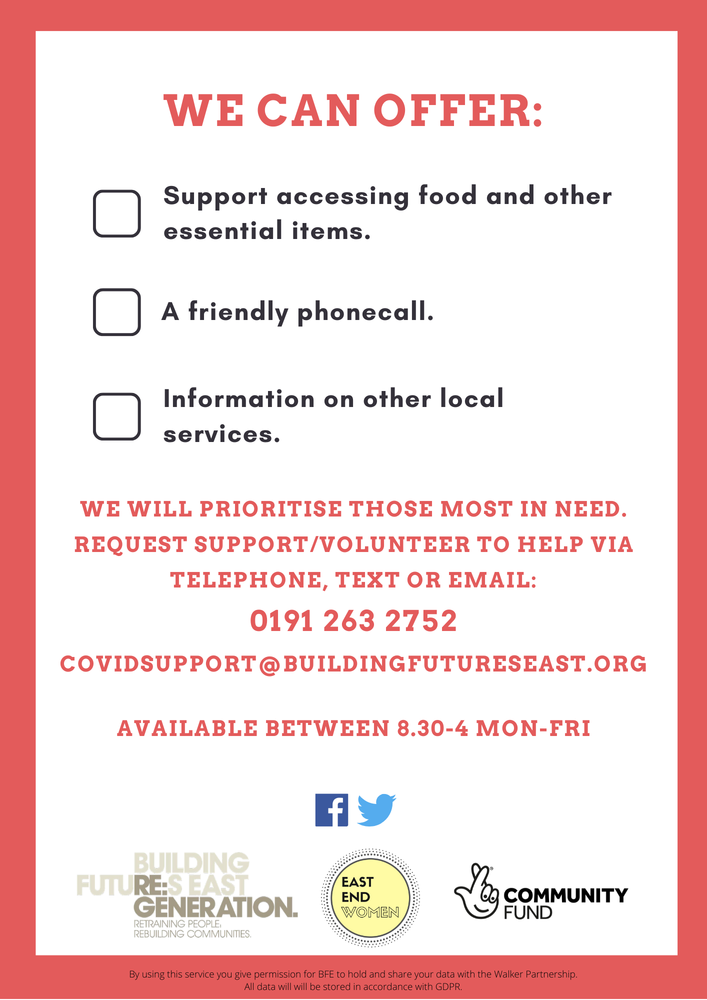 WE CAN OFFER:
Support accessing food and other
essential items.
A friendly phonecall.
Information on other local
services.
WE WILL PRIORITISE THOSE MOST IN NEED.
REQUEST SUPPORT/VOLUNTEER TO HELP VIA
TELEPHONE, TEXT OR EMAIL:
0191 263 2752
COVIDSUPPORT@BUILDINGFUTURESEAST.ORG
AVAILABLE BETWEEN 8.30-4 MON-FRI
BUILDING
FUTURE:S EAST
GENERATION.
RETRAINING PEOPLE.
REBUILDING COMMUNITIES.
EAST
END
WOMEN
COMMUNITY
FUND
By using this service you give permission for BFE to hold and share your data with the Walker Partnership.
All data will will be stored in accordance with GDPR.